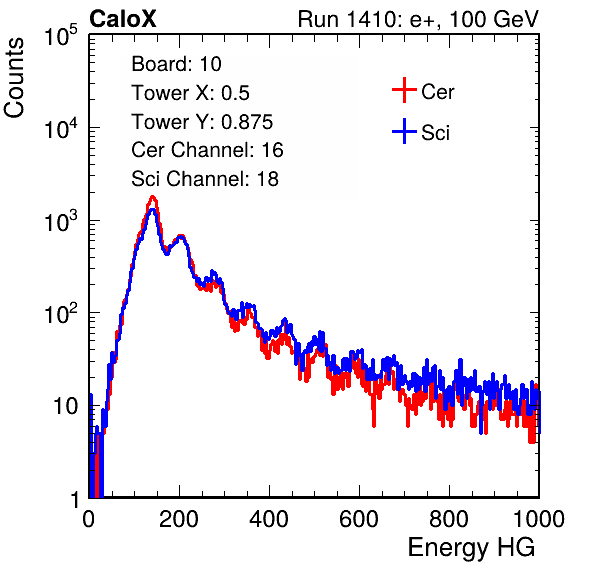 CaloX Run 1410: e+, 100 GeV
Counts
Board: 10
Tower X: 0.5
Tower Y: 0.875
Cer Channel: 16
Sci Channel: 18
Cer
Sci
10^5
10^4
10^3
10^2
10
1
0 200 400 600 800 1000
Energy HG